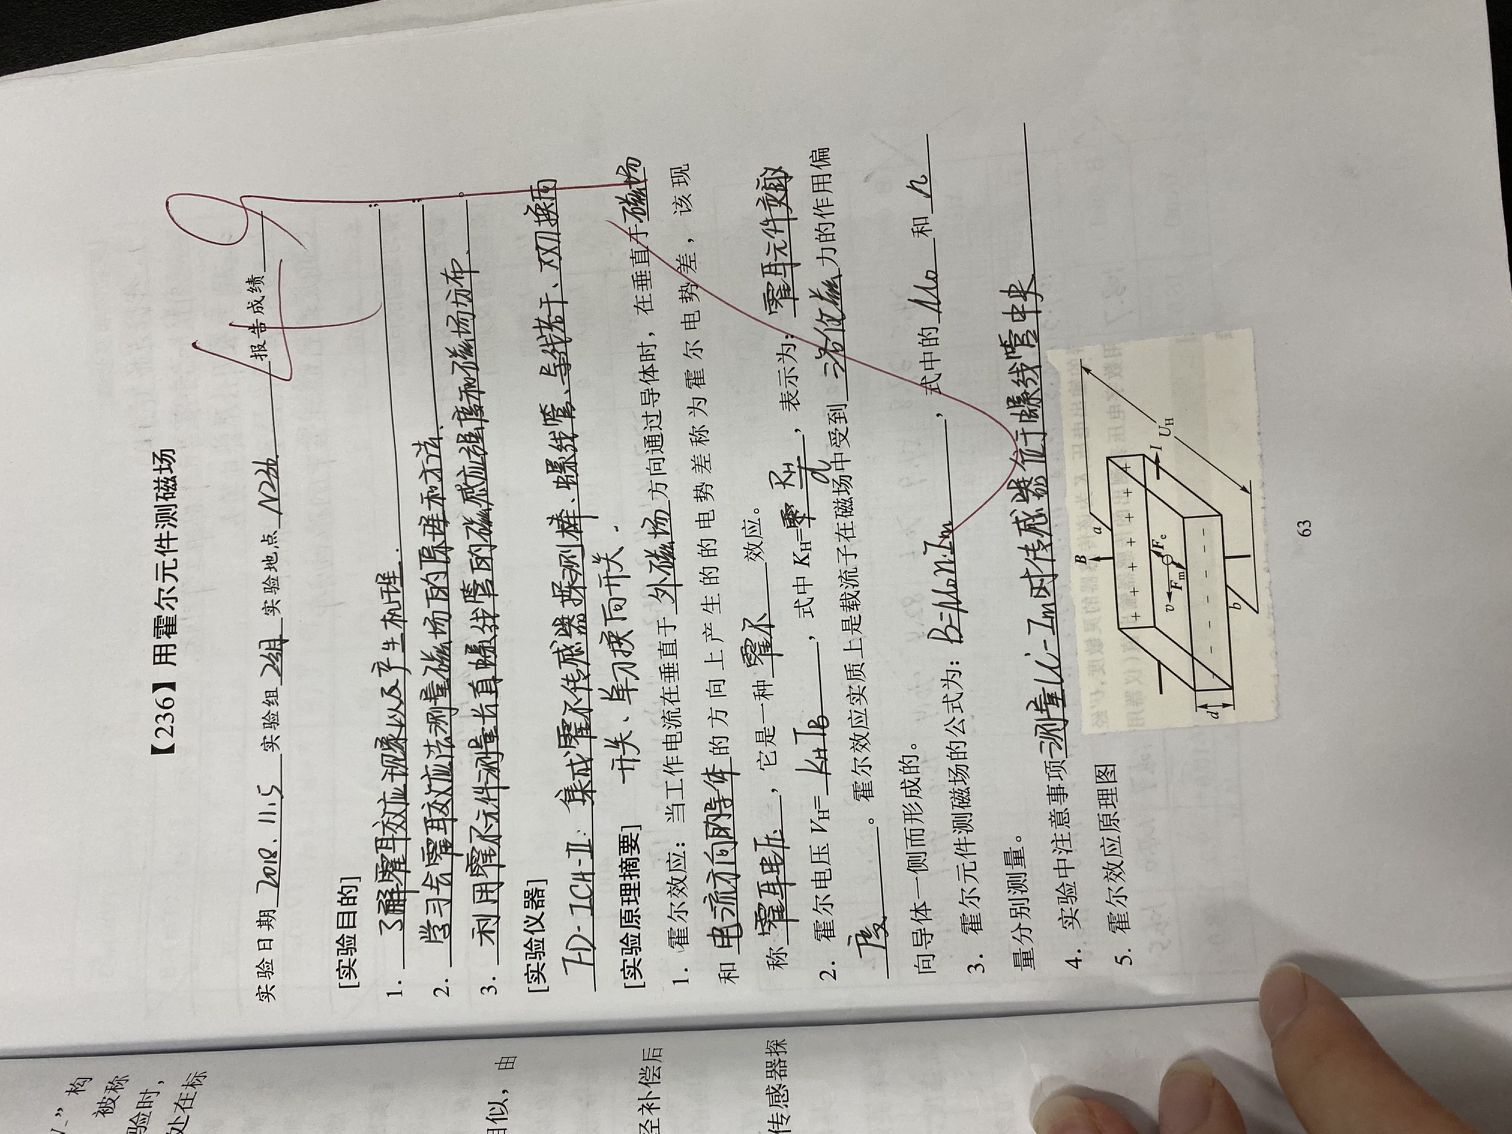 V_” 构
被称
验时，
处在标
相似，由
经补偿后
传感器探
【236】用霍尔元件测磁场
49
实验日期 2018.11.5 实验组 实验地点 N236 报告成绩
[实验目的]
1. 了解霍耳效应现象以及产生机理. ;
2. 学习会霍耳效应法测量磁场的原理和方法. ;
3. 利用霍尔元件测量长直螺线管的磁感应强度和磁场分布.
[实验仪器]
FD-ICH-II: 集成霍尔传感器探测棒、螺线管、导线若干、双刀换向
开关、单刀换向开关.
[实验原理摘要]
1. 霍尔效应：当工作电流在垂直于 外磁场 方向通过导体时，在垂直于磁场
和 电流方向的导体 的方向上产生的的电势差称为霍尔电势差，该现
称 霍耳电压 ，它是一种 霍尔 效应。
2. 霍尔电压 VH= KHIB ，式中 KH= RH/d ，表示为: 霍耳元件灵敏
度 。霍尔效应实质上是载流子在磁场中受到 洛伦兹 力的作用偏
向导体一侧而形成的。
3. 霍尔元件测磁场的公式为: B=μ0n·Im ，式中的 μ0 和 n
量分别测量。
4. 实验中注意事项 测量U'-Im时传感器位于螺线管中央
5. 霍尔效应原理图
B
a
+ + + + + + +
Fe
v
Fm
I
UH
d
- - - - - - -
b
63